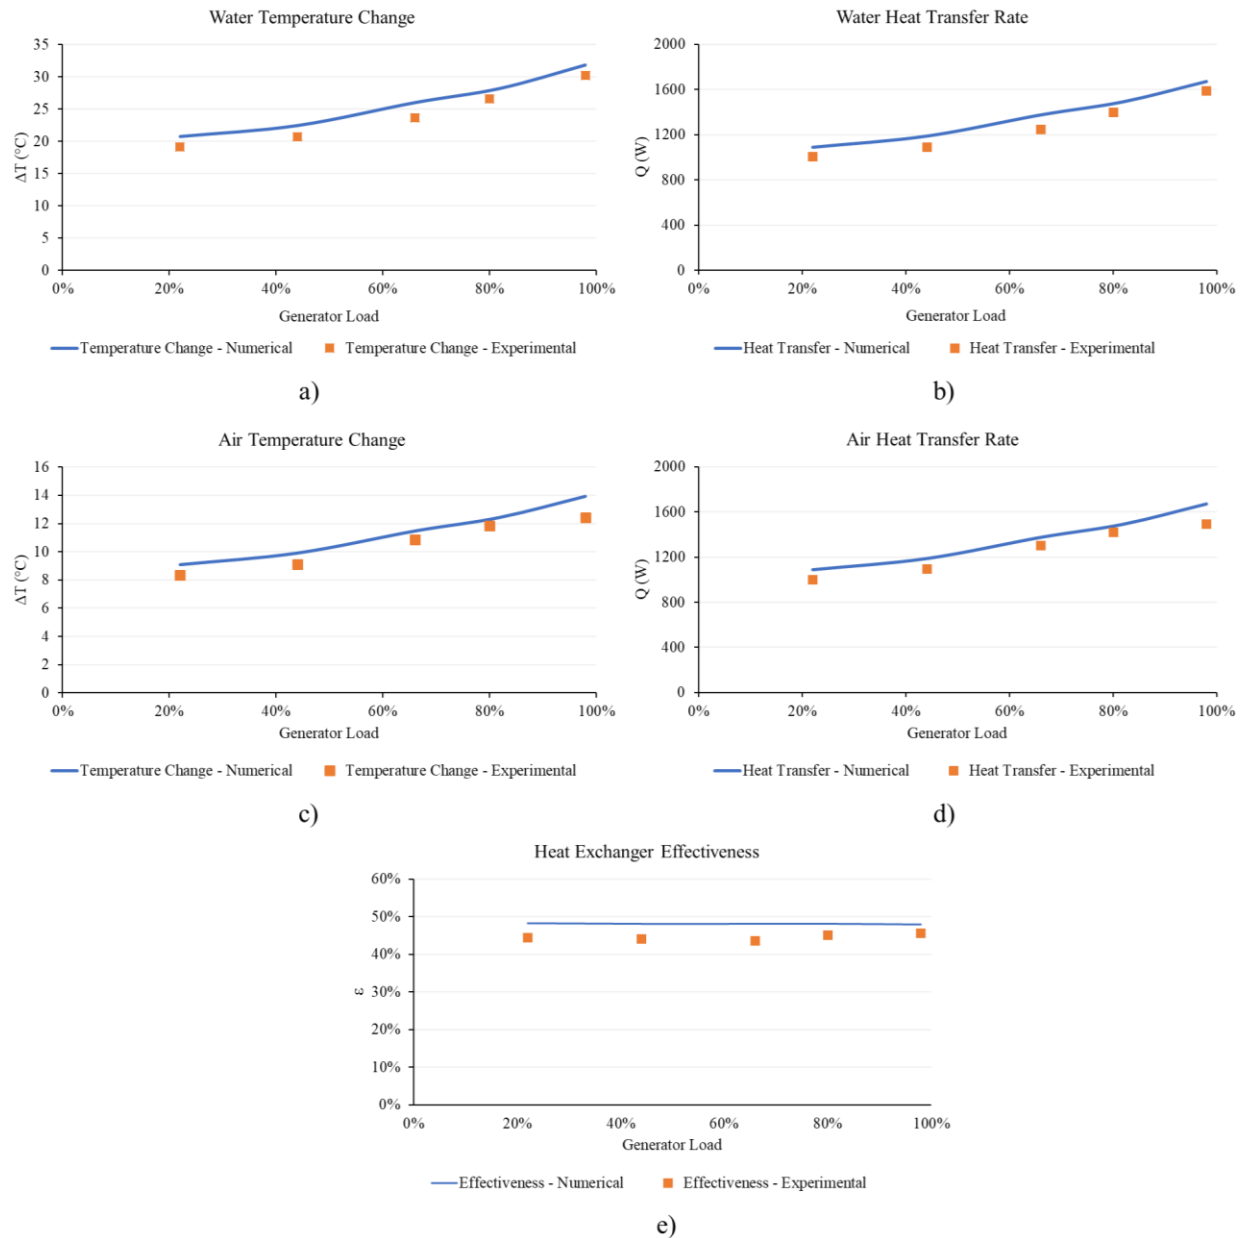 Water Temperature Change
35
30
25
20
15
10
5
0
ΔT (°C)
0% 20% 40% 60% 80% 100%
Generator Load
Temperature Change - Numerical Temperature Change - Experimental
a)
Water Heat Transfer Rate
2000
1600
1200
800
400
0
Q (W)
0% 20% 40% 60% 80% 100%
Generator Load
Heat Transfer - Numerical Heat Transfer - Experimental
b)
Air Temperature Change
16
14
12
10
8
6
4
2
0
ΔT (°C)
0% 20% 40% 60% 80% 100%
Generator Load
Temperature Change - Numerical Temperature Change - Experimental
c)
Air Heat Transfer Rate
2000
1600
1200
800
400
0
Q (W)
0% 20% 40% 60% 80% 100%
Generator Load
Heat Transfer - Numerical Heat Transfer - Experimental
d)
Heat Exchanger Effectiveness
60%
50%
40%
30%
20%
10%
0%
ε
0% 20% 40% 60% 80% 100%
Generator Load
Effectiveness - Numerical Effectiveness - Experimental
e)